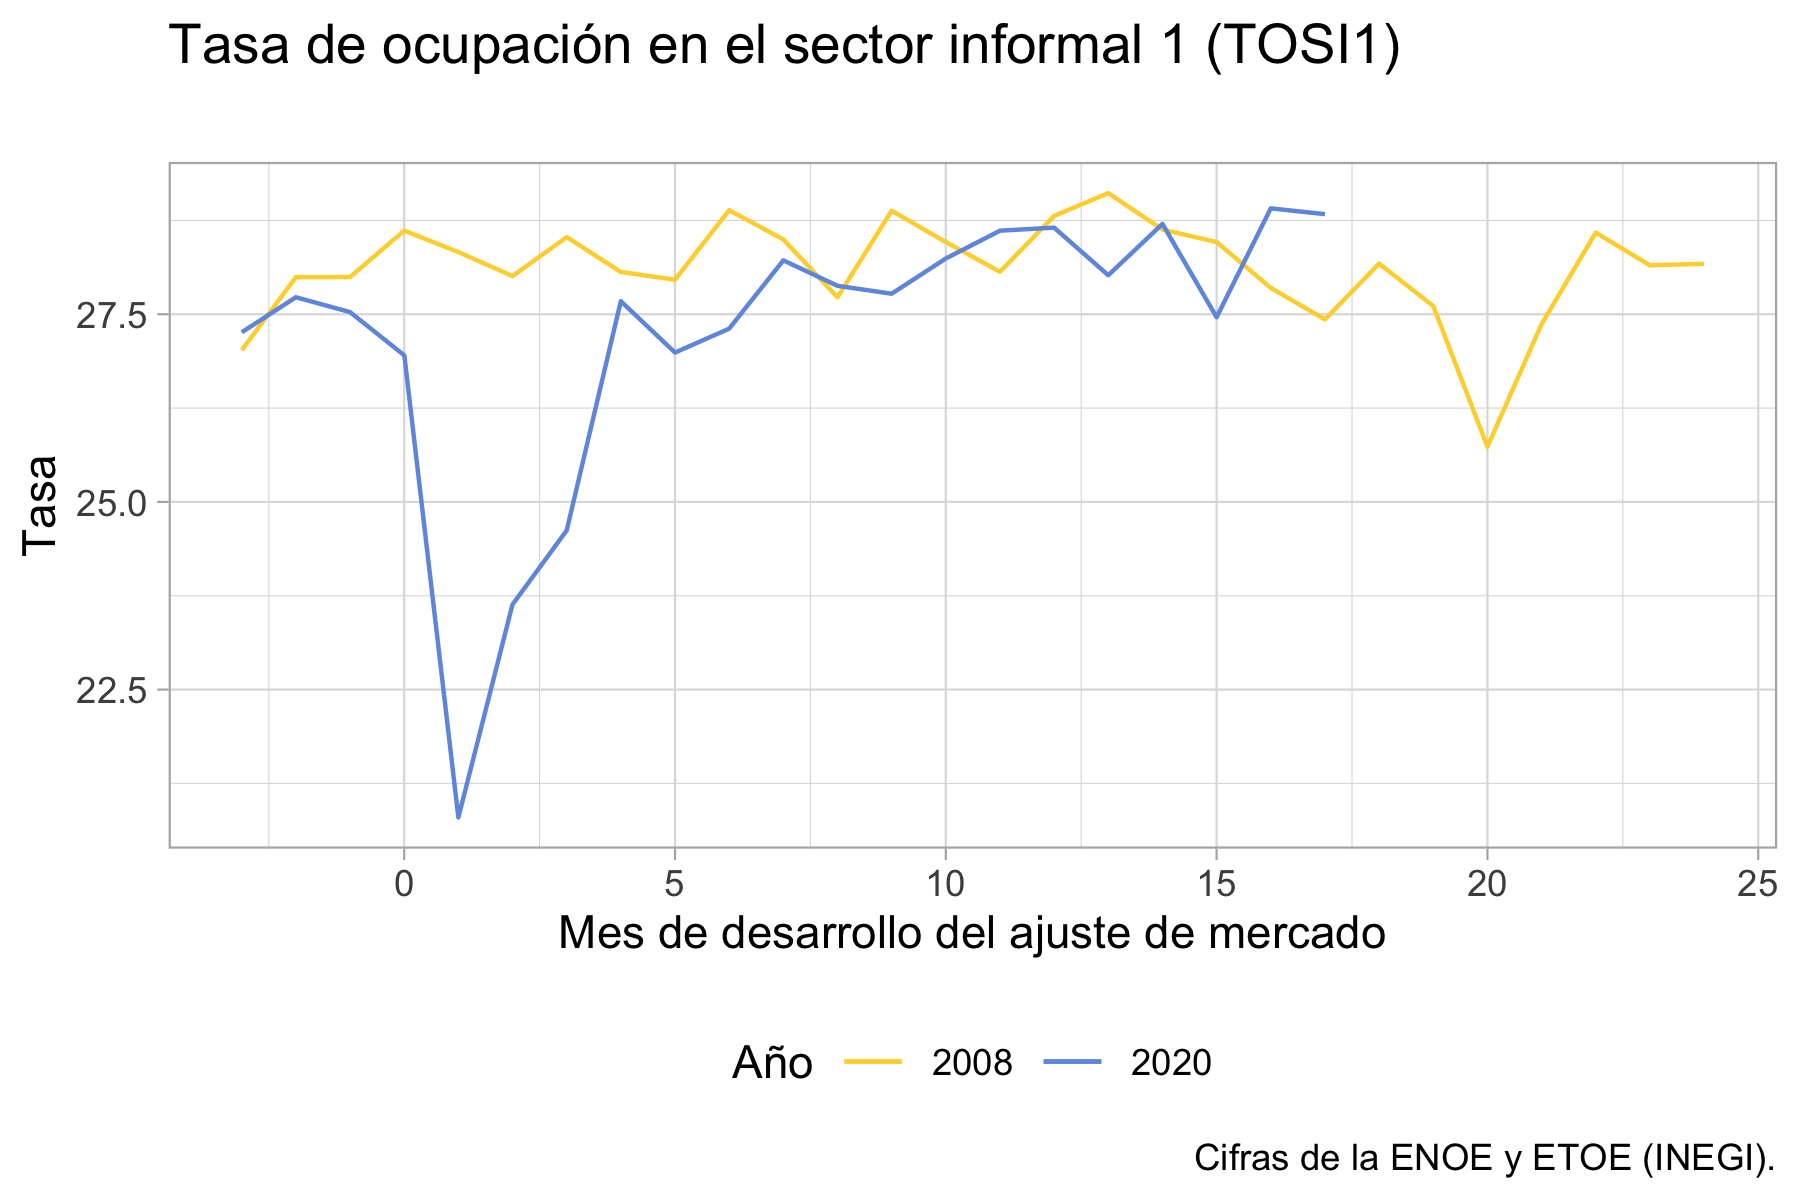 Tasa de ocupación en el sector informal 1 (TOSI1)
Tasa
27.5
25.0
22.5
0 5 10 15 20 25
Mes de desarrollo del ajuste de mercado
Año 2008 2020
Cifras de la ENOE y ETOE (INEGI).